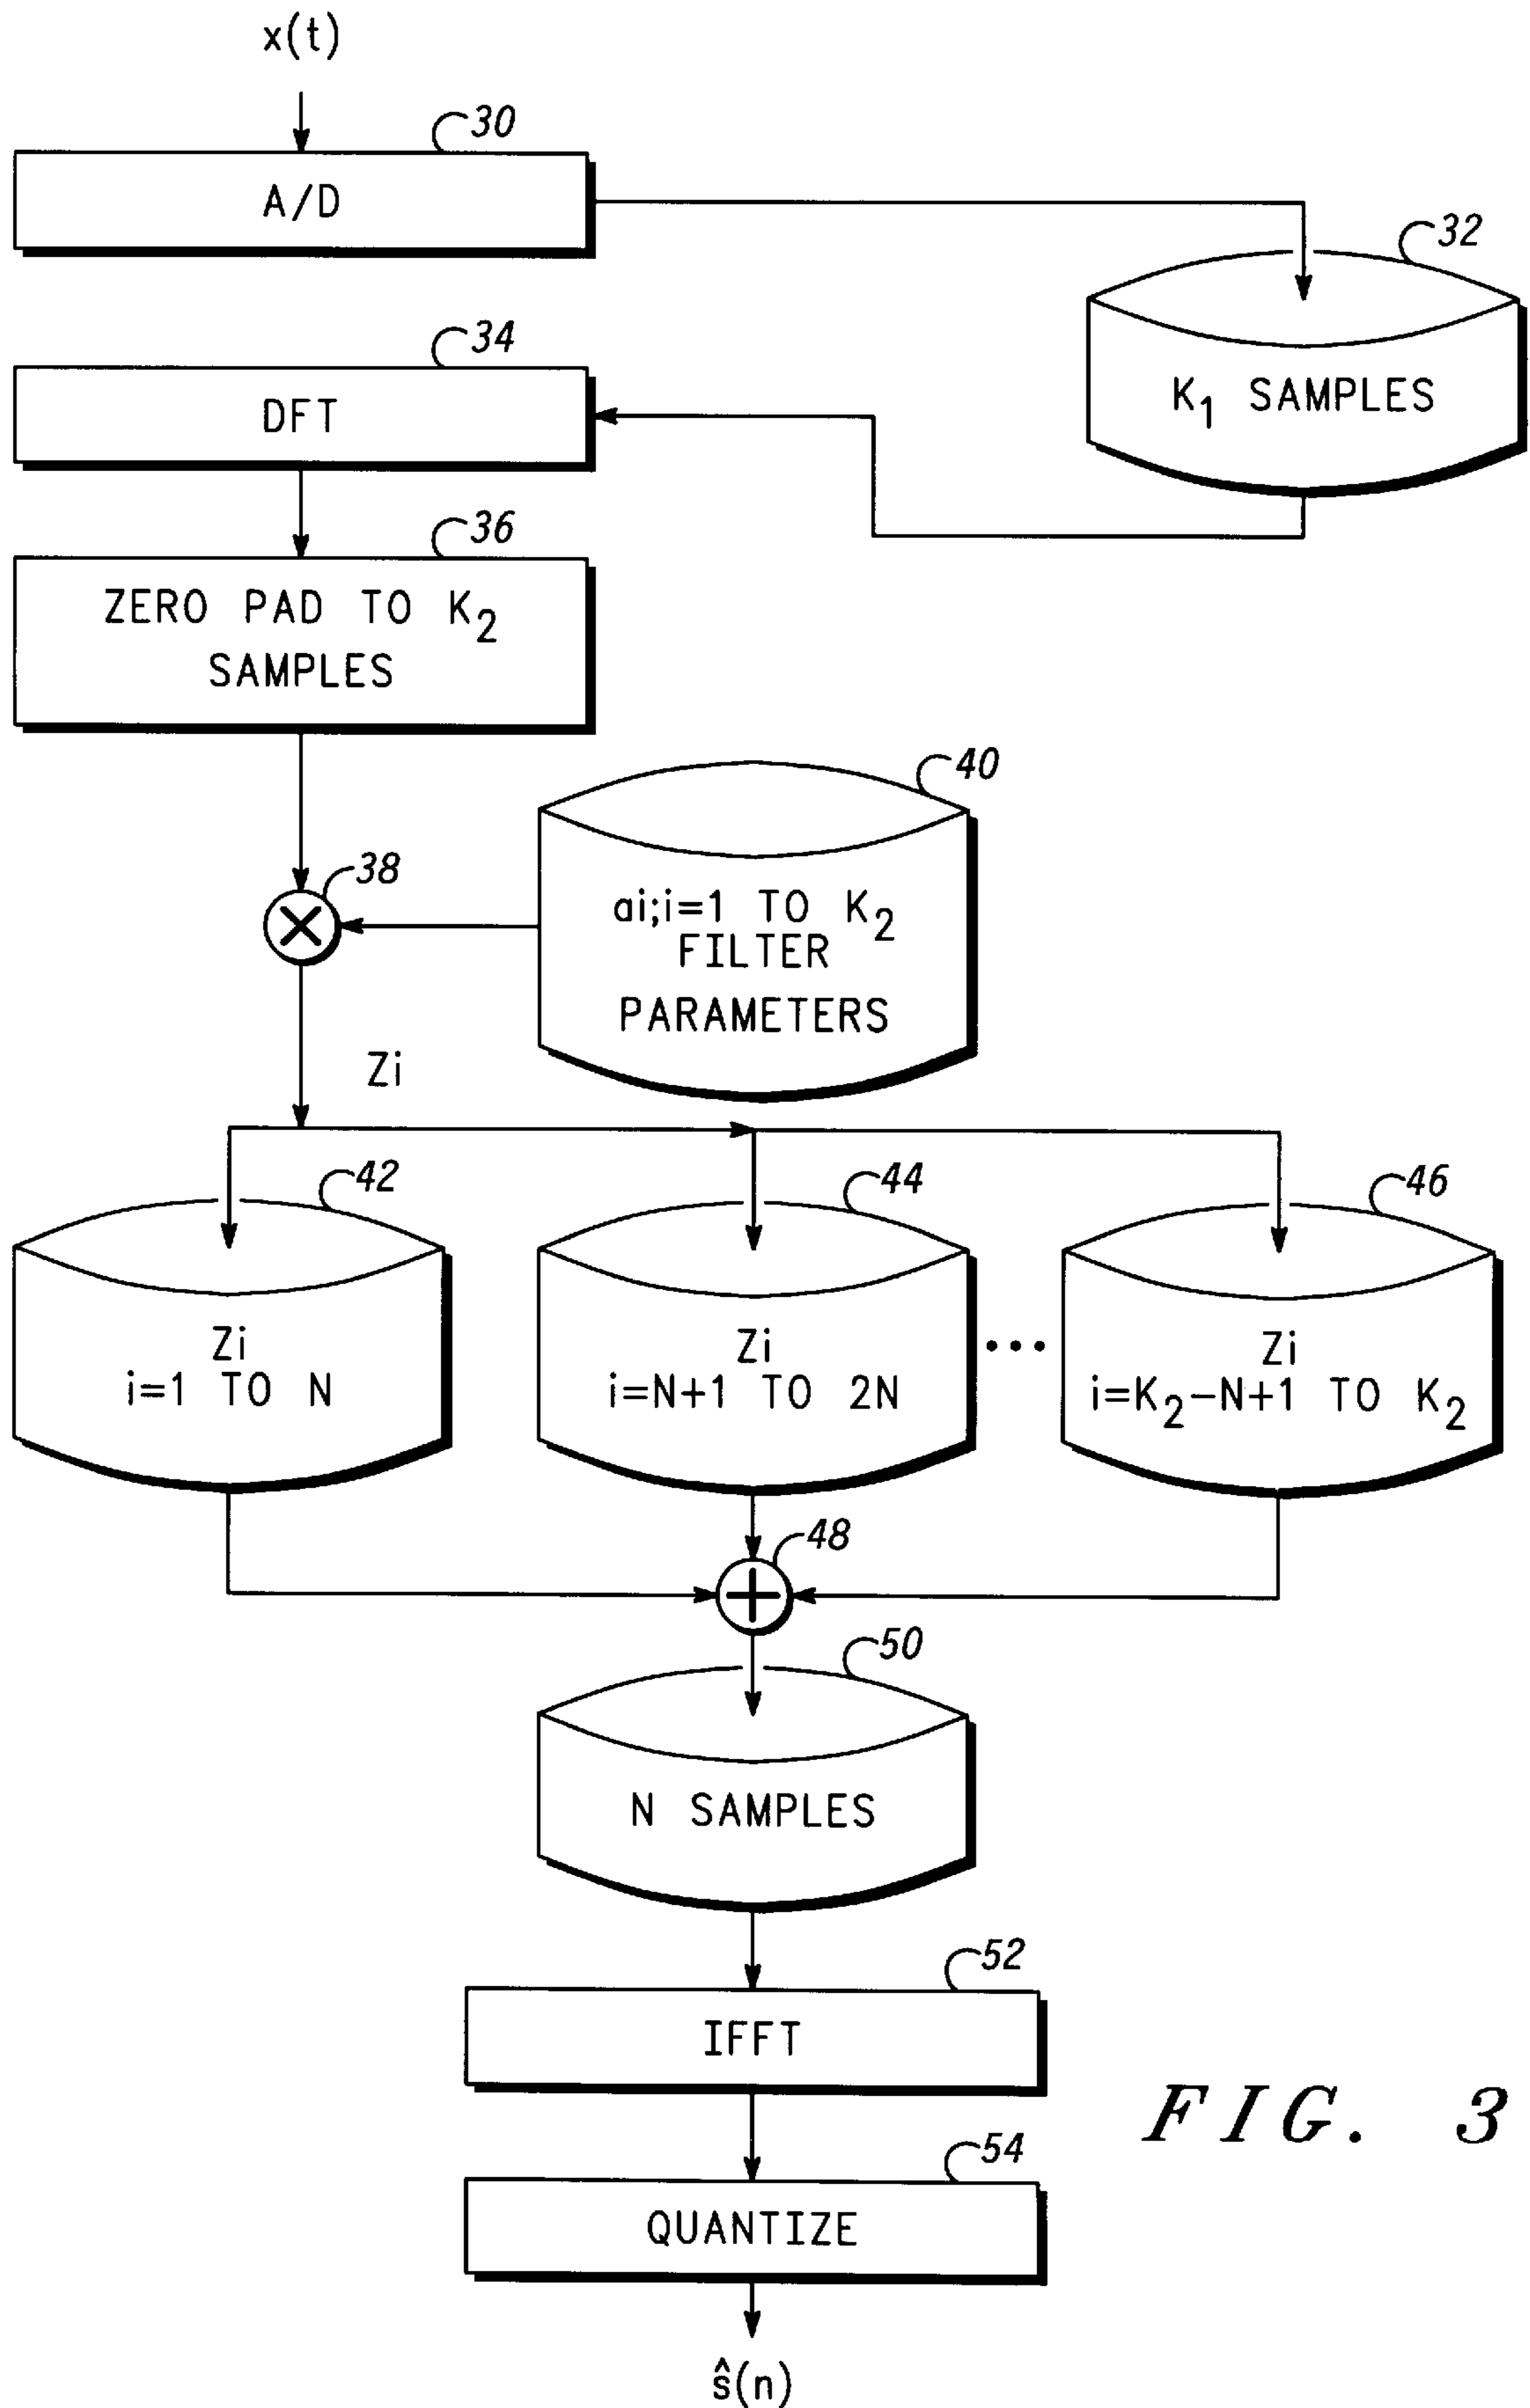 x(t)
30
A/D
32
K₁ SAMPLES
34
DFT
36
ZERO PAD TO K₂
SAMPLES
40
38
ai;i=1 TO K₂
FILTER
PARAMETERS
Zi
42
44
46
Zi
i=1 TO N
Zi
i=N+1 TO 2N
•••
Zi
i=K₂-N+1 TO K₂
48
50
N SAMPLES
52
IFFT
54
QUANTIZE
ŝ(n)
FIG. 3